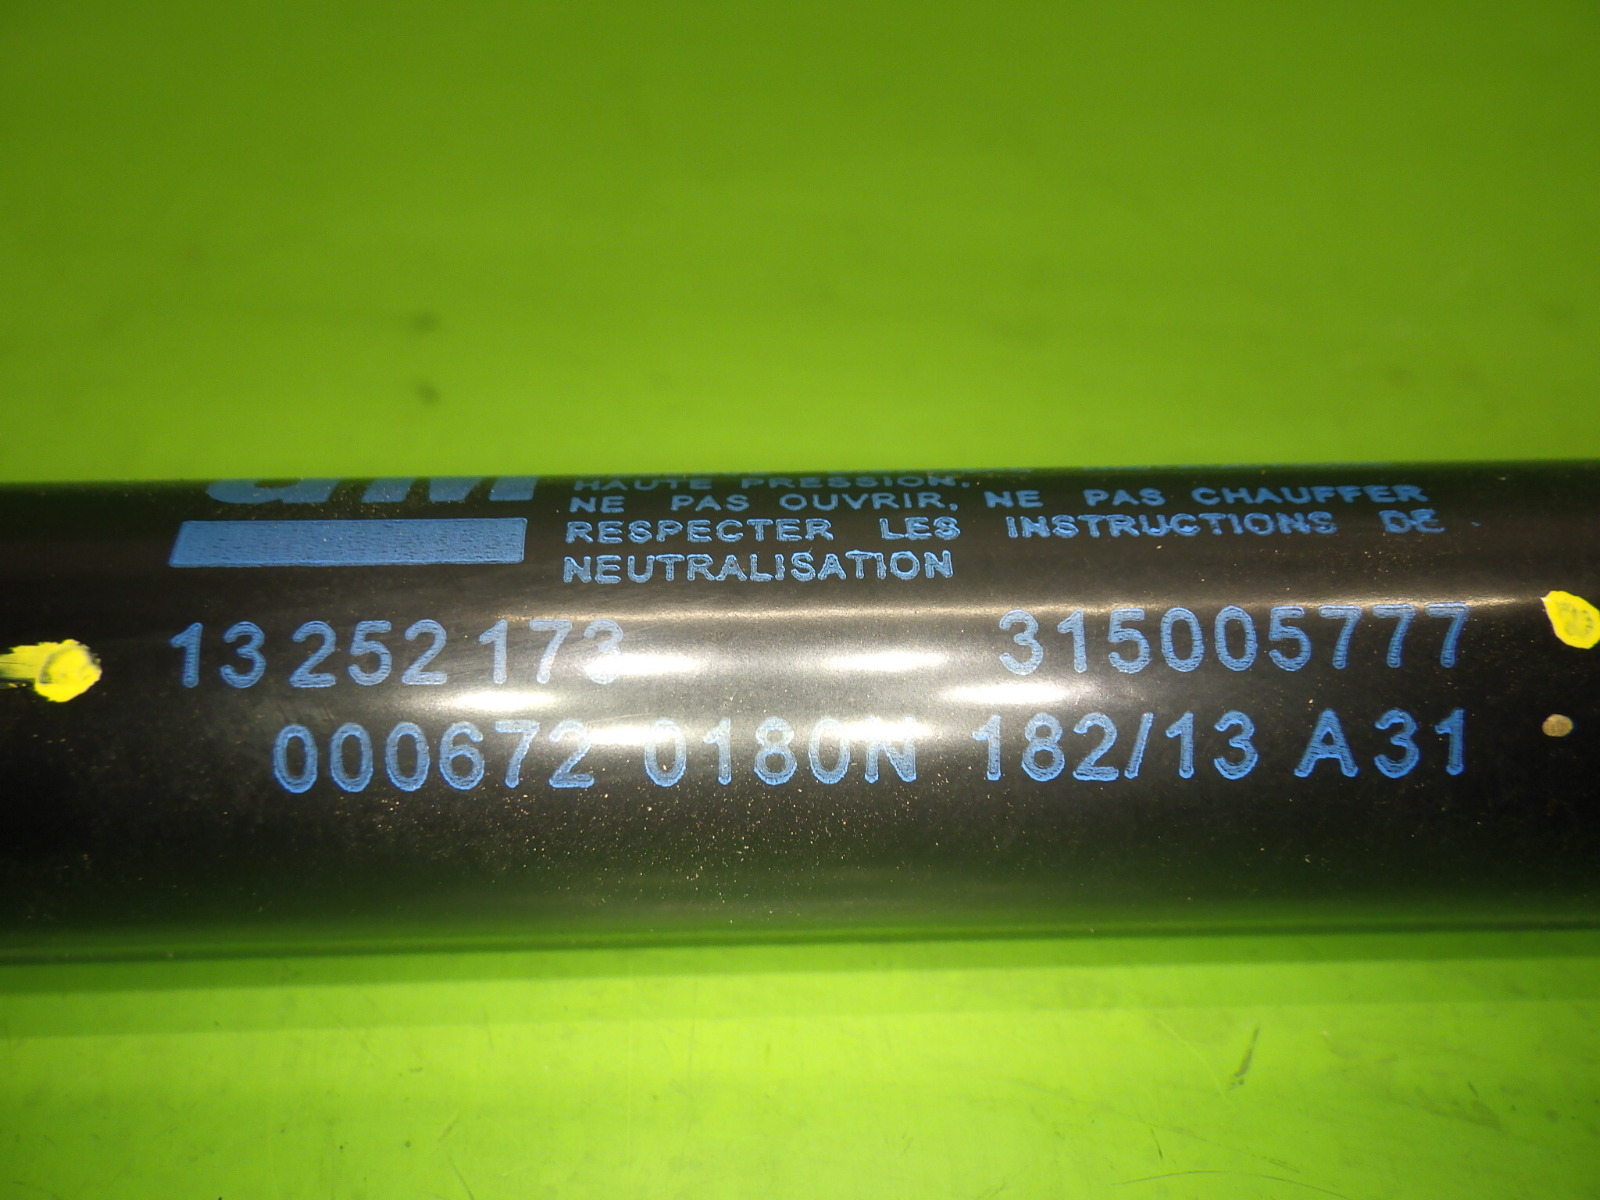 HAUTE PRESSION.
NE PAS OUVRIR, NE PAS CHAUFFER
RESPECTER LES INSTRUCTIONS DE
NEUTRALISATION
13 252 173 315005777
000672 0180N 182/13 A31